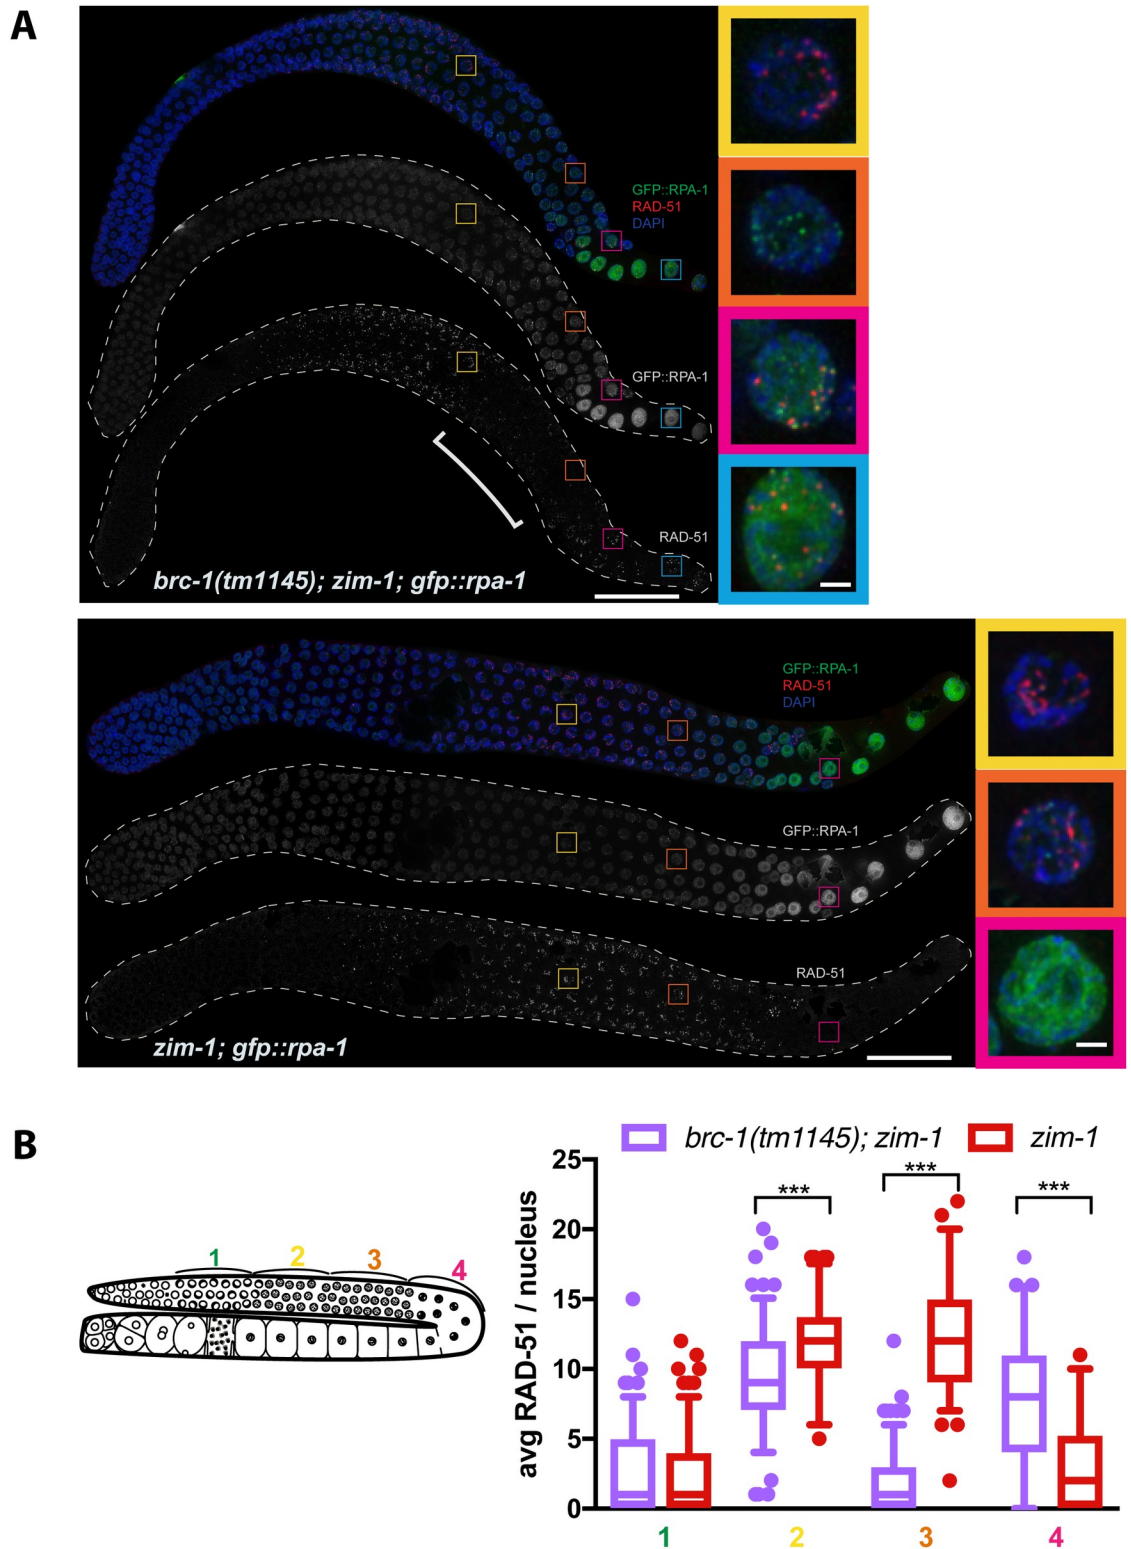 A
GFP::RPA-1
RAD-51
DAPI
GFP::RPA-1
RAD-51
brc-1(tm1145); zim-1; gfp::rpa-1
GFP::RPA-1
RAD-51
DAPI
GFP::RPA-1
RAD-51
zim-1; gfp::rpa-1
B
brc-1(tm1145); zim-1 zim-1
1 2 3 4
avg RAD-51 / nucleus
25
20
15
10
5
0
*** *** ***
1 2 3 4